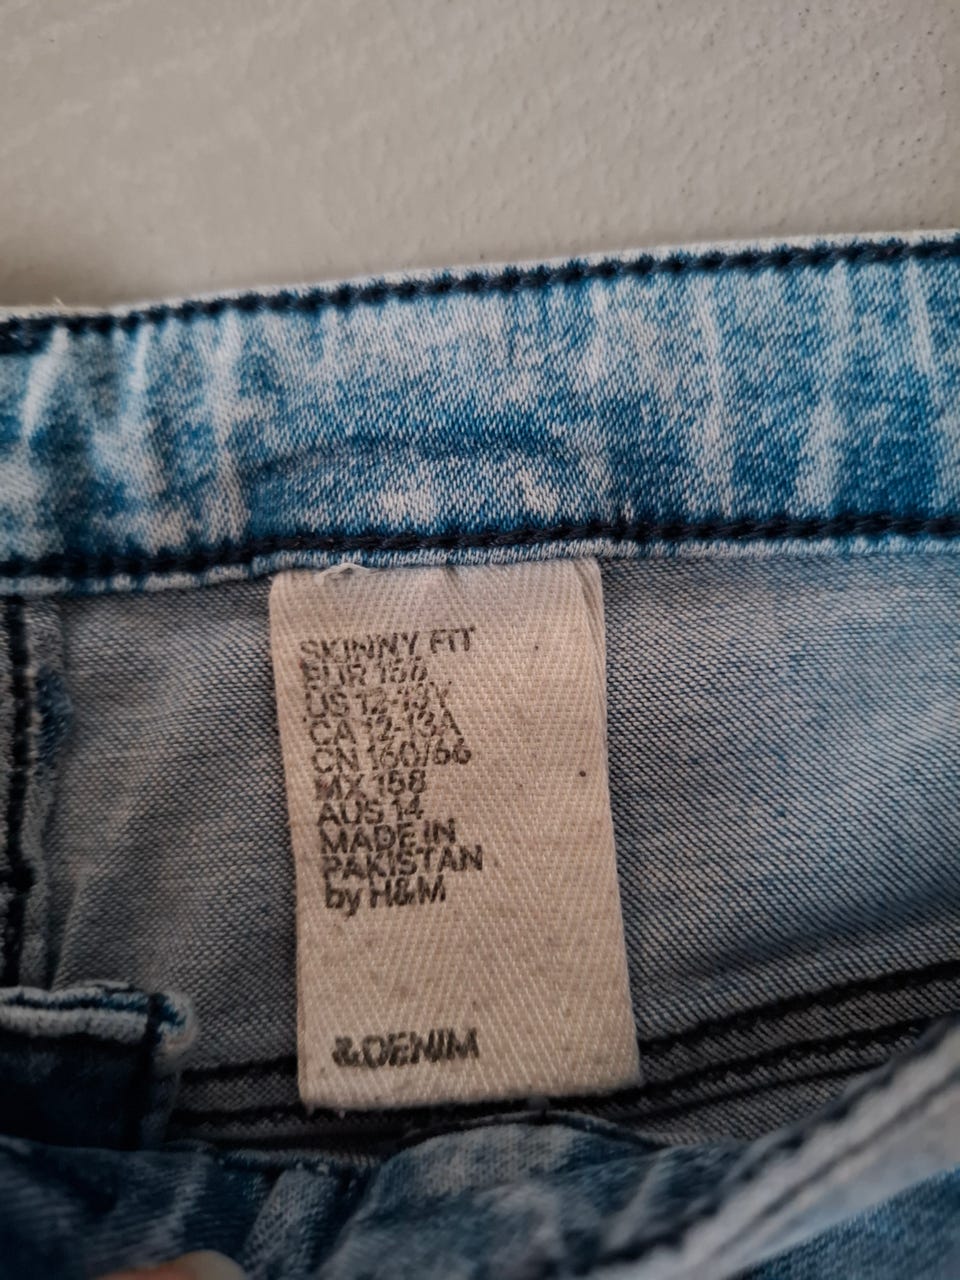 SKINNY FIT
EUR 158
US 12-13Y
CA 12-13A
CN 160/66
MX 158
AUS 14
MADE IN
PAKISTAN
by H&M
&DENIM